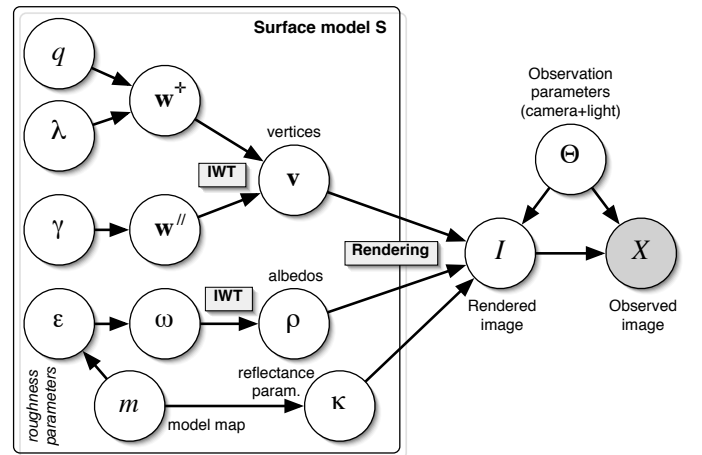 Surface model S
q
w⊹
λ
vertices
IWT
v
γ
w//
Observation
parameters
(camera+light)
Θ
Rendering
I
X
Rendered
image
Observed
image
albedos
IWT
ε
ω
ρ
roughness
parameters
m
model map
reflectance
param.
κ